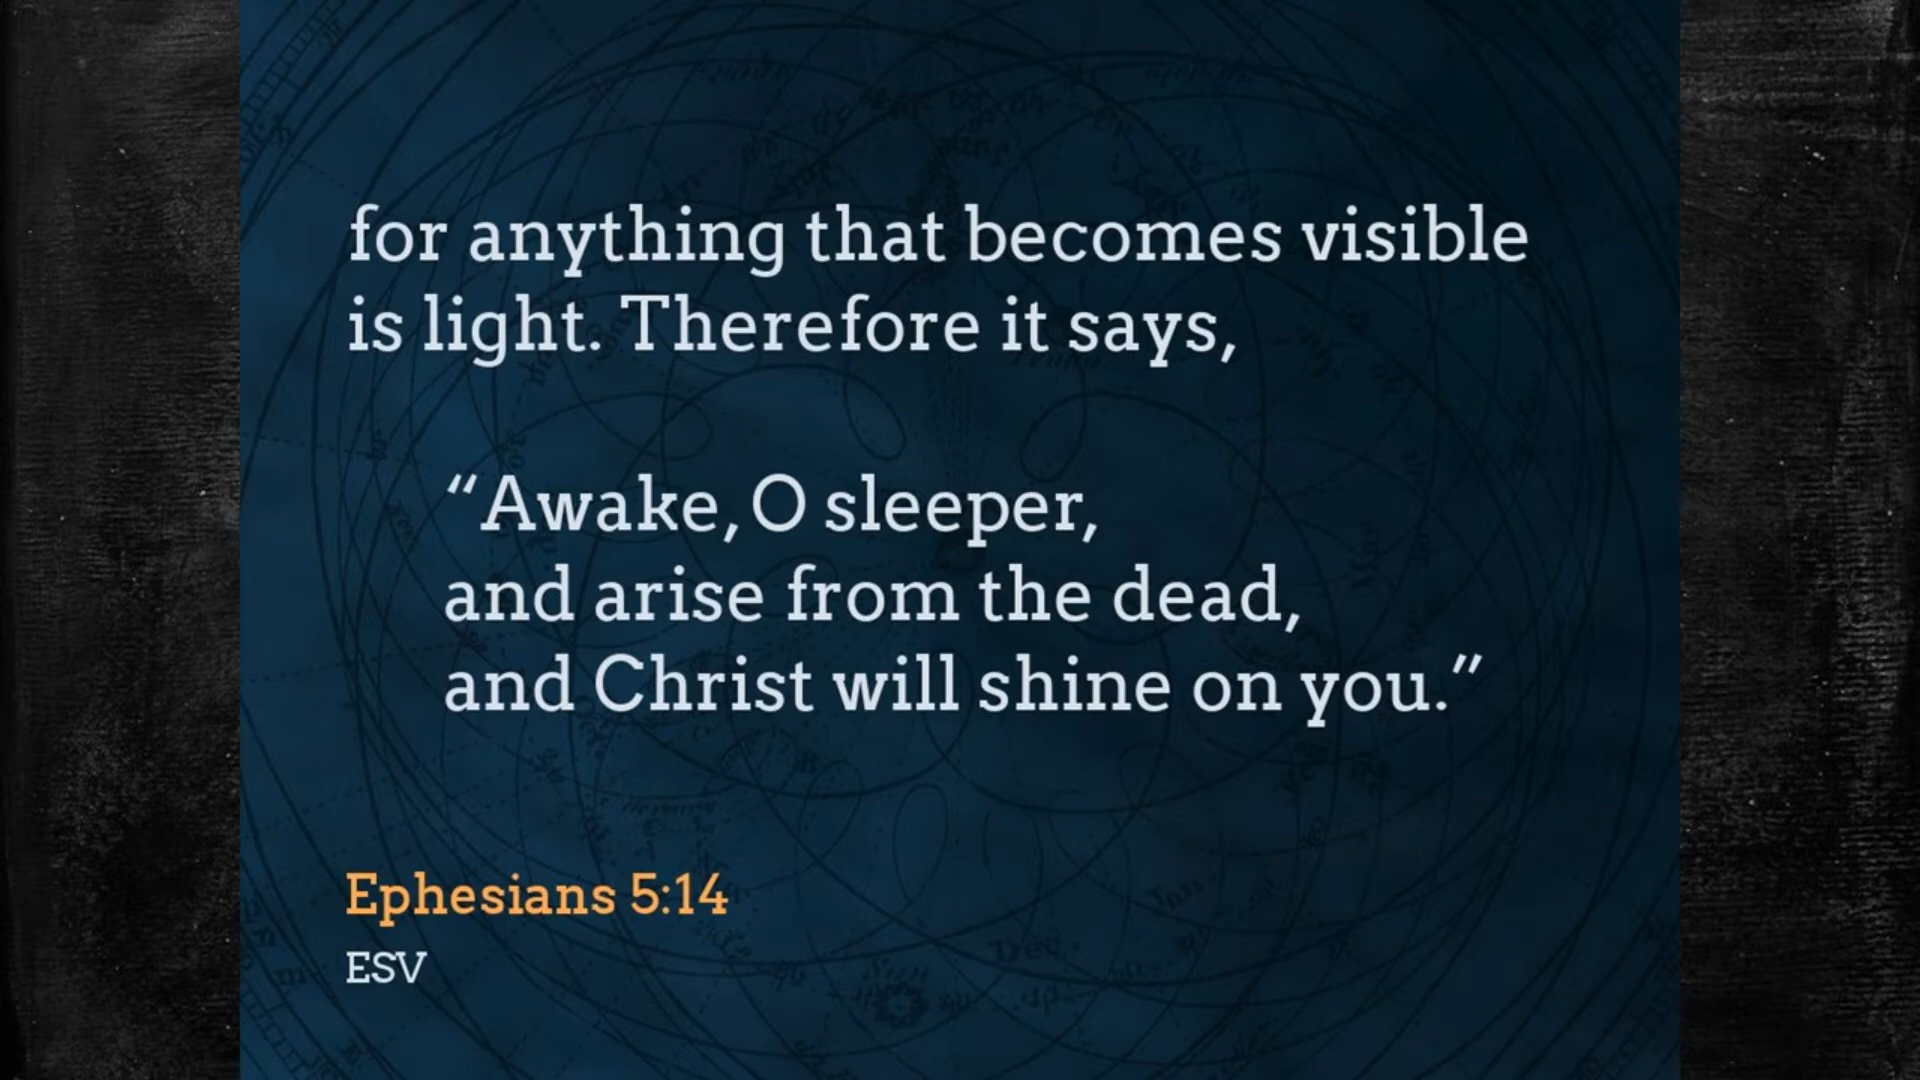 for anything that becomes visible
is light. Therefore it says,
“Awake, O sleeper,
and arise from the dead,
and Christ will shine on you.”
Ephesians 5:14
ESV